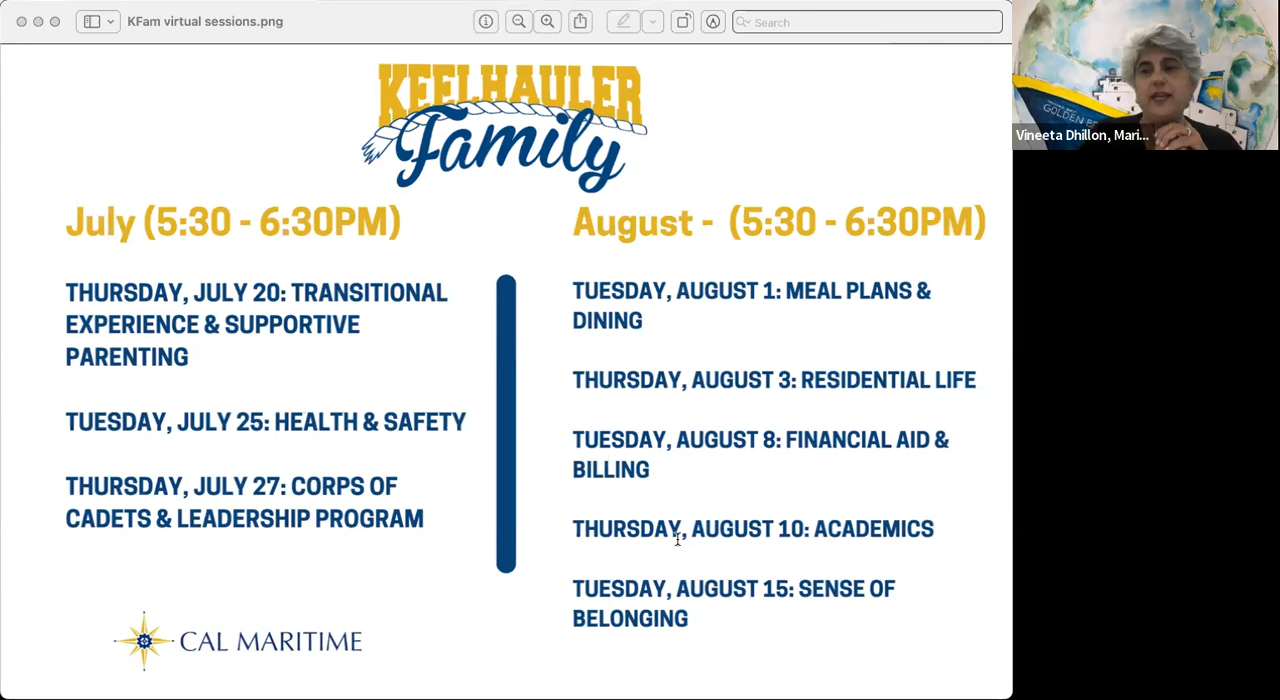 KFam virtual sessions.png
Search
KEELHAULER
Family
July (5:30 - 6:30PM)
THURSDAY, JULY 20: TRANSITIONAL
EXPERIENCE & SUPPORTIVE
PARENTING
TUESDAY, JULY 25: HEALTH & SAFETY
THURSDAY, JULY 27: CORPS OF
CADETS & LEADERSHIP PROGRAM
CAL MARITIME
August - (5:30 - 6:30PM)
TUESDAY, AUGUST 1: MEAL PLANS &
DINING
THURSDAY, AUGUST 3: RESIDENTIAL LIFE
TUESDAY, AUGUST 8: FINANCIAL AID &
BILLING
THURSDAY, AUGUST 10: ACADEMICS
TUESDAY, AUGUST 15: SENSE OF
BELONGING
GOLDEN
Vineeta Dhillon, Mari...